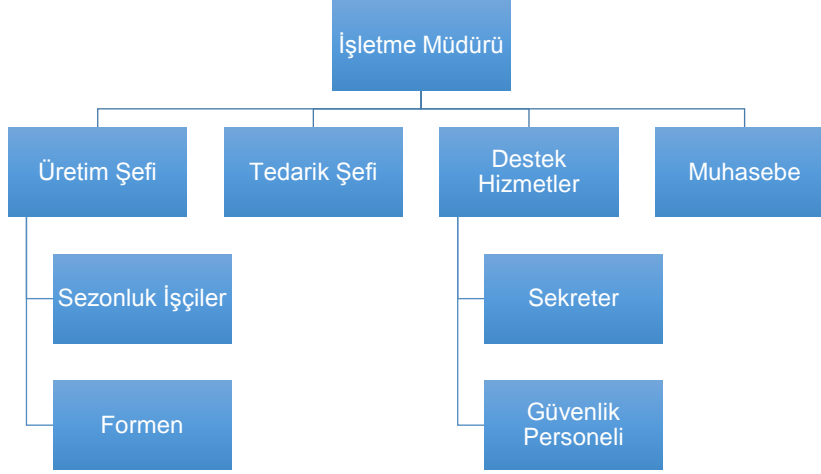 İşletme Müdürü
Üretim Şefi
Tedarik Şefi
Destek
Hizmetler
Muhasebe
Sezonluk İşçiler
Sekreter
Formen
Güvenlik
Personeli